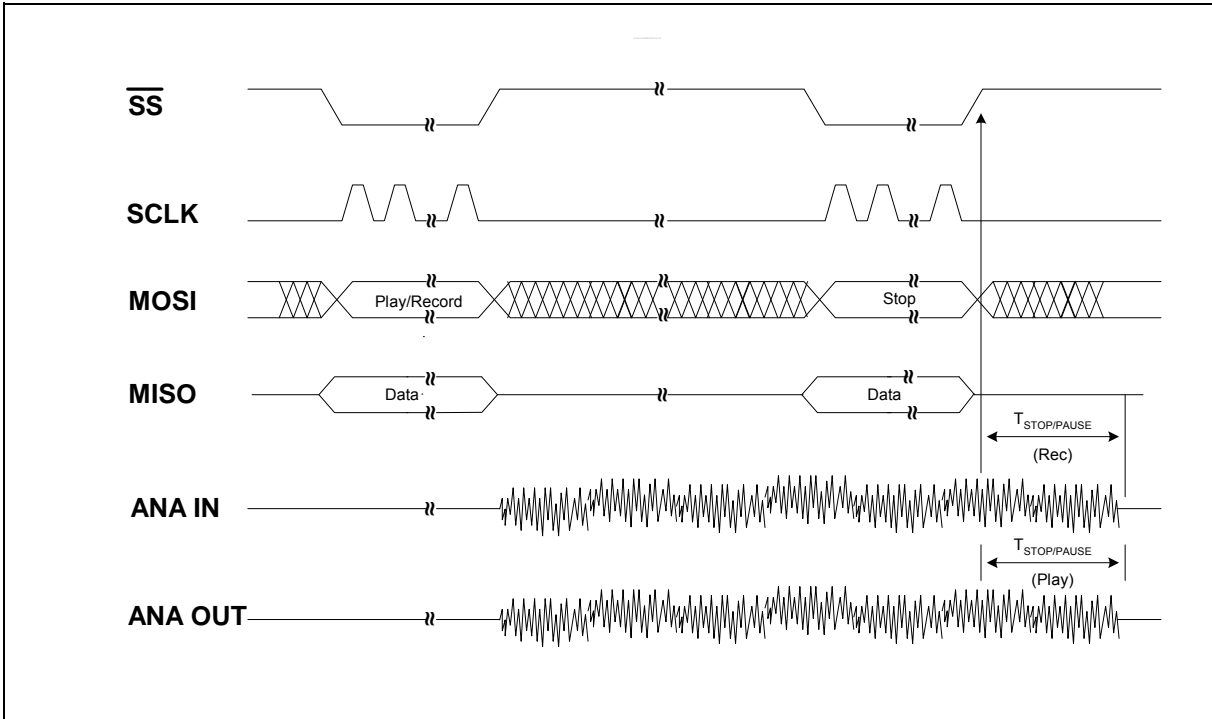 SS
SCLK
MOSI
Play/Record
Stop
MISO
Data
Data
TSTOP/PAUSE
(Rec)
ANA IN
TSTOP/PAUSE
(Play)
ANA OUT